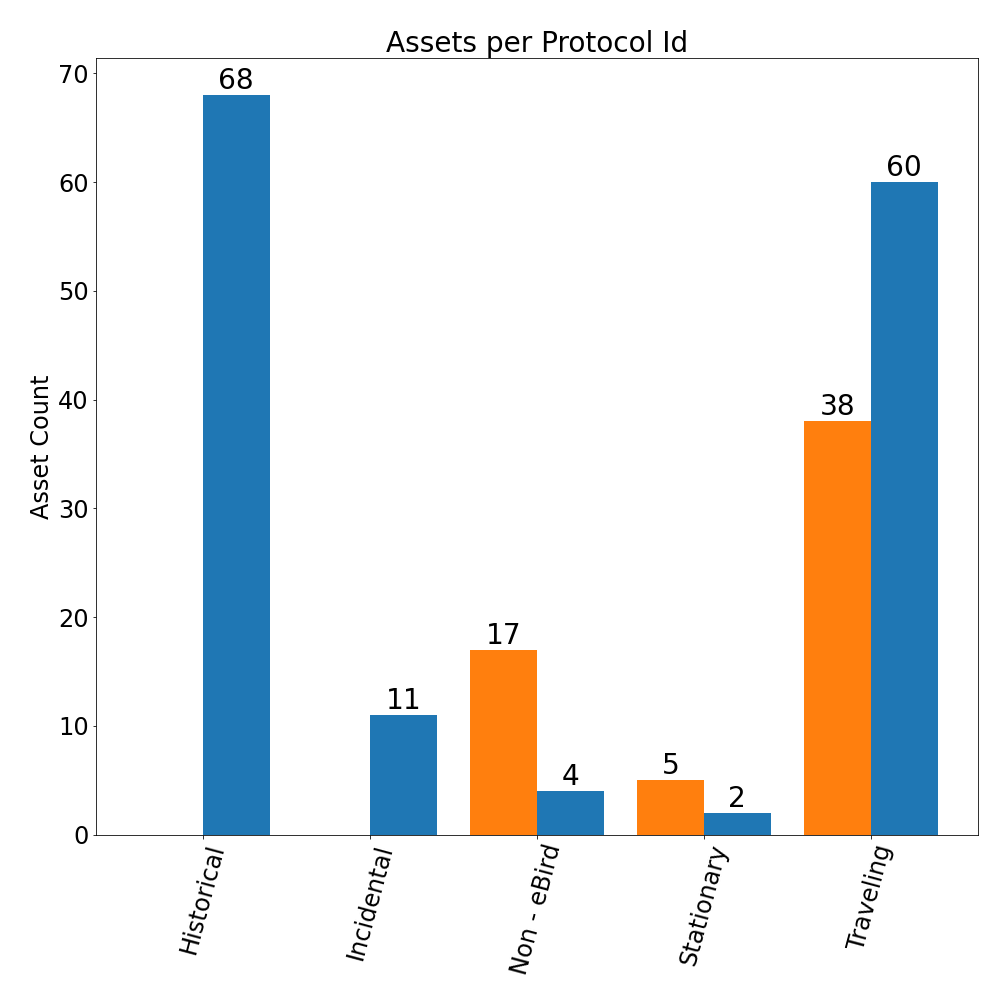 Assets per Protocol Id
Asset Count
70
60
50
40
30
20
10
0
68
11
17
4
5
2
38
60
Historical
Incidental
Non - eBird
Stationary
Traveling